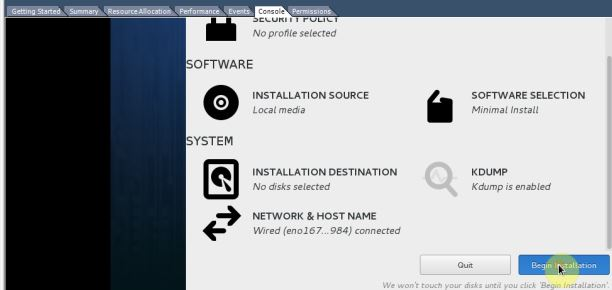 Getting Started Summary Resource Allocation Performance Events Console Permissions
SECURITY POLICY
No profile selected
SOFTWARE
INSTALLATION SOURCE
Local media
SOFTWARE SELECTION
Minimal Install
SYSTEM
INSTALLATION DESTINATION
No disks selected
KDUMP
Kdump is enabled
NETWORK & HOST NAME
Wired (eno167...984) connected
Quit
Begin Installation
We won't touch your disks until you click 'Begin Installation'.